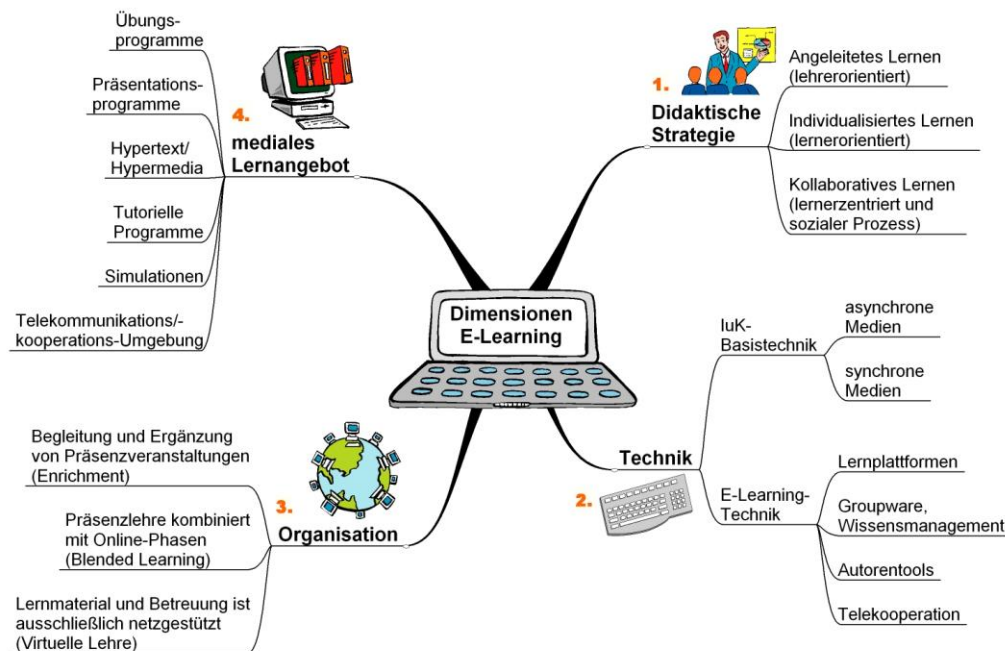 Dimensionen
E-Learning
1.
Didaktische
Strategie
Angeleitetes Lernen
(lehrerorientiert)
Individualisiertes Lernen
(lernerorientiert)
Kollaboratives Lernen
(lernerzentriert und
sozialer Prozess)
2.
Technik
IuK-
Basistechnik
asynchrone
Medien
synchrone
Medien
E-Learning-
Technik
Lernplattformen
Groupware,
Wissensmanagement
Autorentools
Telekooperation
3.
Organisation
Begleitung und Ergänzung
von Präsenzveranstaltungen
(Enrichment)
Präsenzlehre kombiniert
mit Online-Phasen
(Blended Learning)
Lernmaterial und Betreuung ist
ausschließlich netzgestützt
(Virtuelle Lehre)
4.
mediales
Lernangebot
Übungs-
programme
Präsentations-
programme
Hypertext/
Hypermedia
Tutorielle
Programme
Simulationen
Telekommunikations/-
kooperations-Umgebung